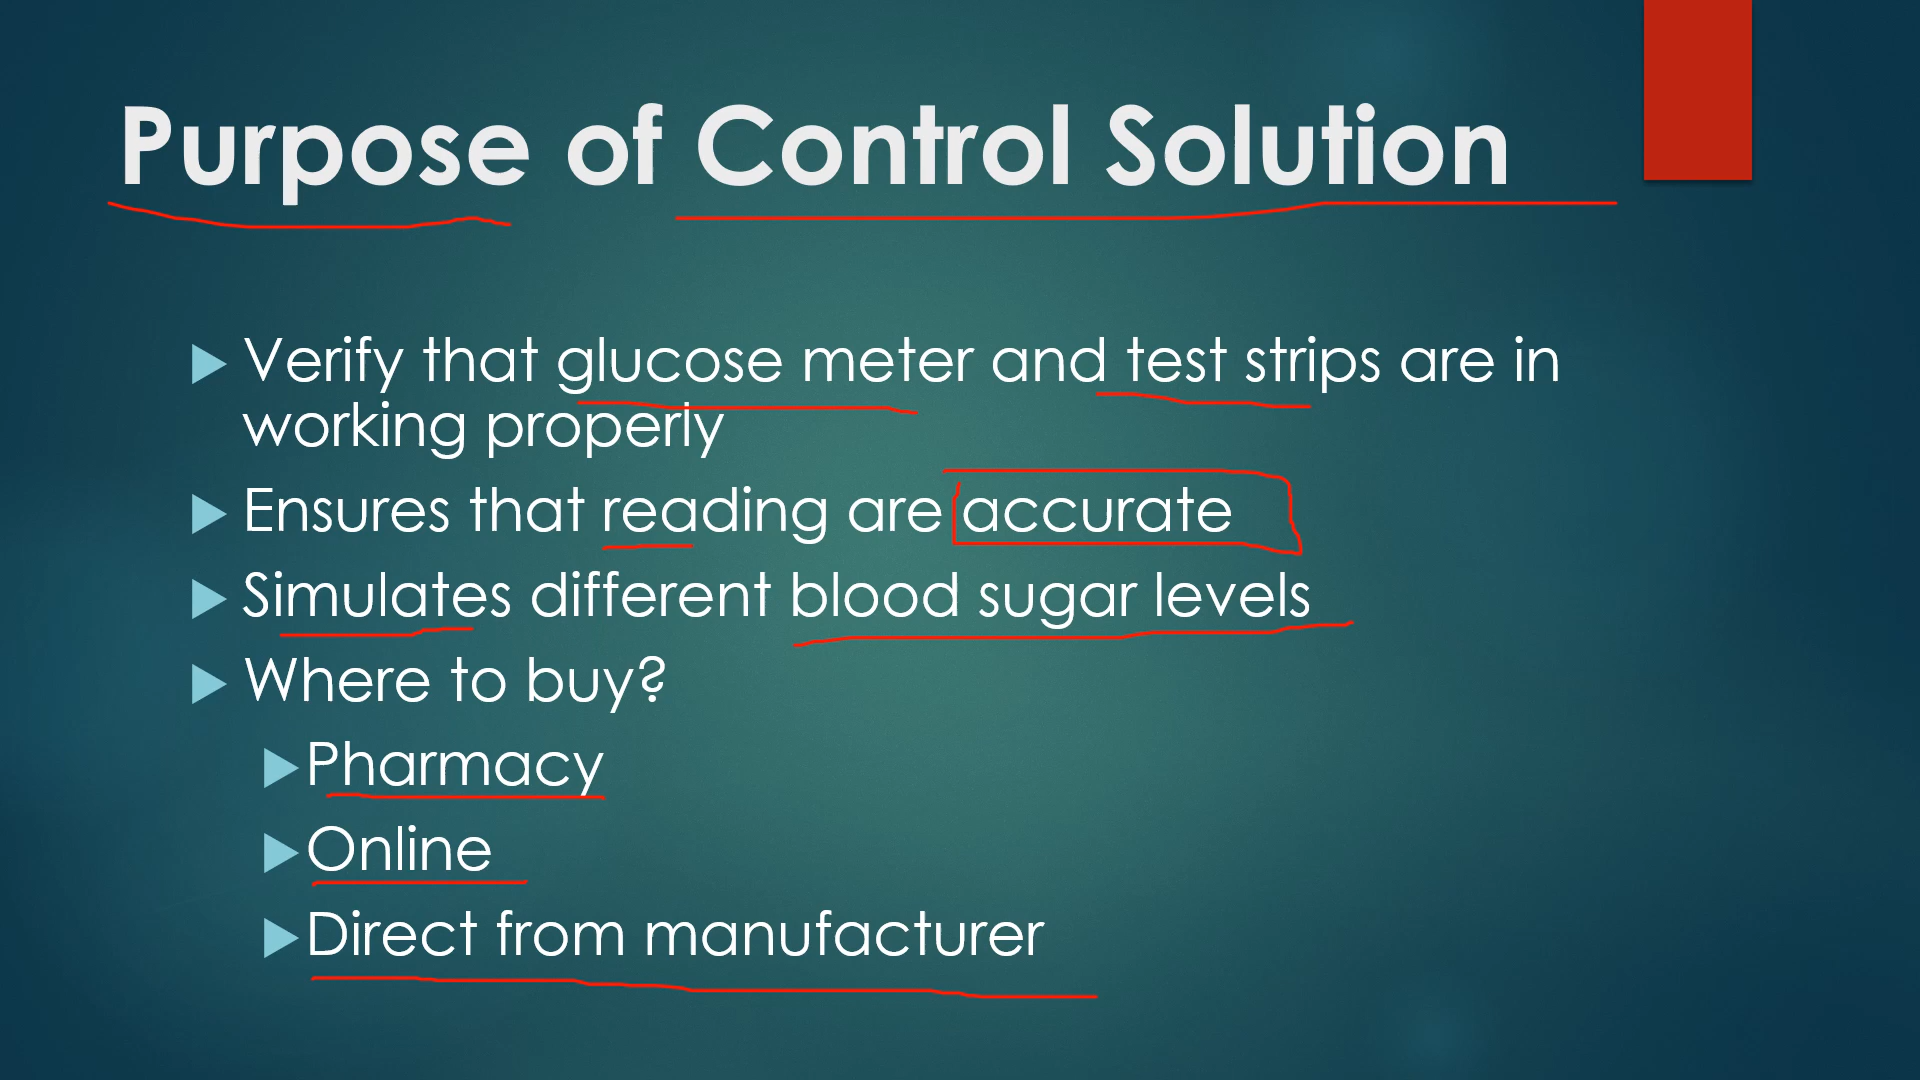 Purpose of Control Solution
Verify that glucose meter and test strips are in
working properly
Ensures that reading are accurate
Simulates different blood sugar levels
Where to buy?
Pharmacy
Online
Direct from manufacturer